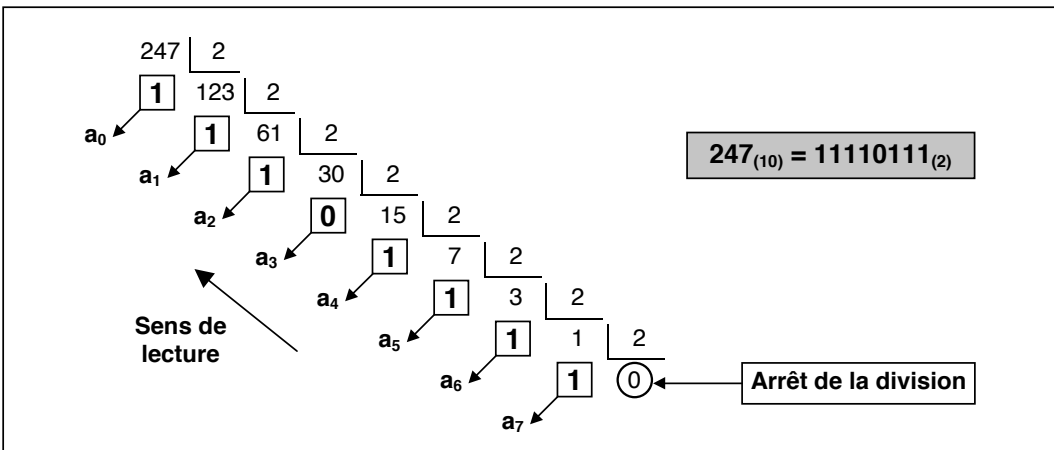 247 2
1 123 2
a0 1 61 2
247(10) = 11110111(2)
a1 1 30 2
a2 0 15 2
a3 1 7 2
a4 1 3 2
Sens de
lecture
a5 1 1 2
a6 1 0 Arrêt de la division
a7